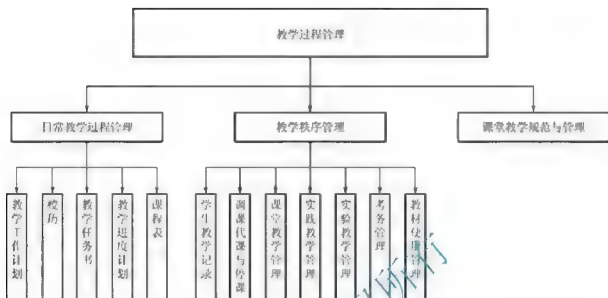 教学过程管理
日常教学过程管理
教学秩序管理
课堂教学规范与管理
教学工作计划
校历
教学任务书
教学进度计划
课程表
学生教学记录
调课代课与停课
课堂教学管理
实践教学管理
实验教学管理
考务管理
教材使用管理